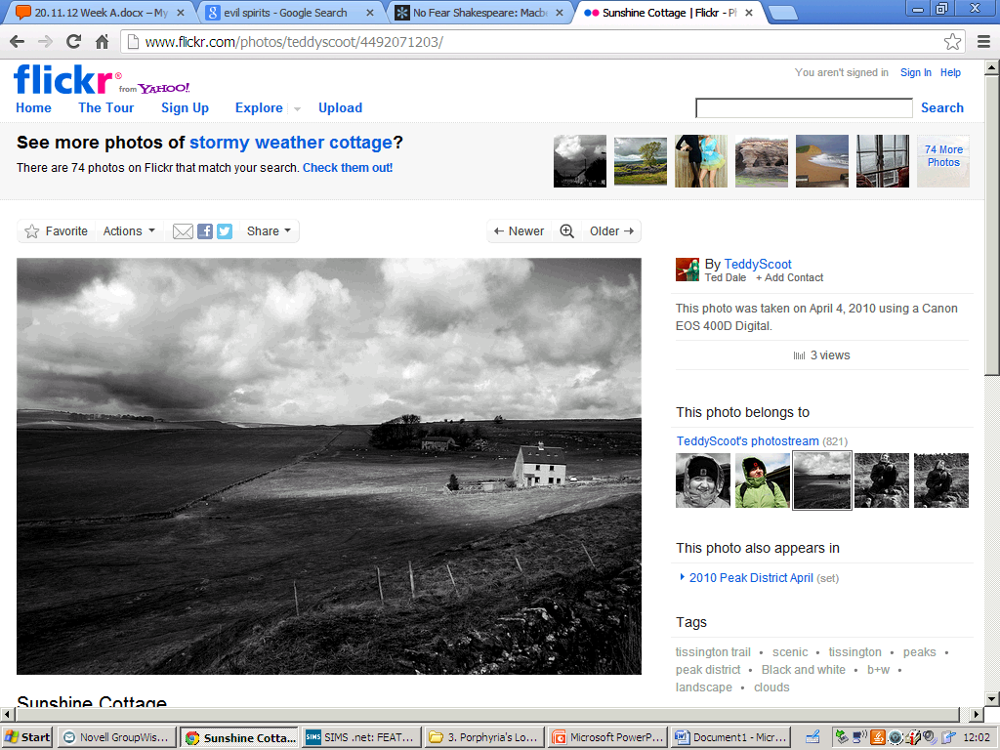 20.11.12 Week A.docx – My
evil spirits - Google Search
No Fear Shakespeare: Macbe
Sunshine Cottage | Flickr - Ph
www.flickr.com/photos/teddyscoot/4492071203/
flickr® from YAHOO!
You aren't signed in Sign In Help
Home The Tour Sign Up Explore Upload
Search
See more photos of stormy weather cottage?
There are 74 photos on Flickr that match your search. Check them out!
74 More
Photos
Favorite Actions Share
← Newer Older →
By TeddyScoot
Ted Dale + Add Contact
This photo was taken on April 4, 2010 using a Canon
EOS 400D Digital.
3 views
This photo belongs to
TeddyScoot's photostream (821)
This photo also appears in
2010 Peak District April (set)
Tags
tissington trail • scenic • tissington • peaks •
peak district • Black and white • b+w •
landscape • clouds
Sunshine Cottage
Start
Novell GroupWis...
Sunshine Cotta...
SIMS .net: FEAT...
3. Porphyria's Lo...
Microsoft PowerP...
Document1 - Micr...
12:02